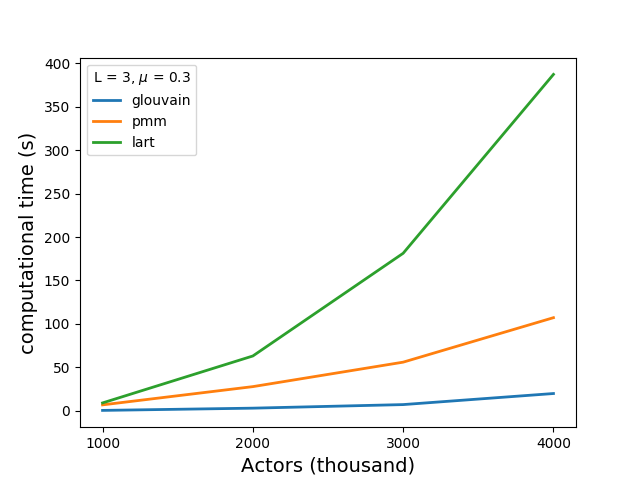 L = 3, μ = 0.3
glouvain
pmm
lart
computational time (s)
400
350
300
250
200
150
100
50
0
1000 2000 3000 4000
Actors (thousand)